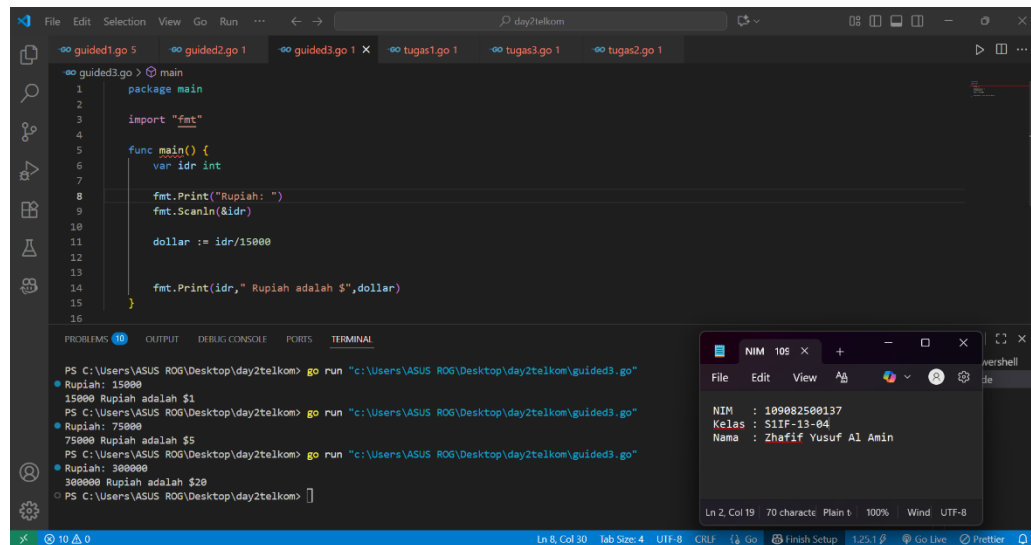 File Edit Selection View Go Run ··· ← → day2telkom
guided1.go 5 guided2.go 1 guided3.go 1 × tugas1.go 1 tugas3.go 1 tugas2.go 1
guided3.go > main
1 package main
2
3 import "fmt"
4
5 func main() {
6 var idr int
7
8 fmt.Print("Rupiah: ")
9 fmt.Scanln(&idr)
10
11 dollar := idr/15000
12
13
14 fmt.Print(idr," Rupiah adalah $",dollar)
15 }
16
PROBLEMS 10 OUTPUT DEBUG CONSOLE PORTS TERMINAL
PS C:\Users\ASUS ROG\Desktop\day2telkom> go run "c:\Users\ASUS ROG\Desktop\day2telkom\guided3.go"
Rupiah: 15000
15000 Rupiah adalah $1
PS C:\Users\ASUS ROG\Desktop\day2telkom> go run "c:\Users\ASUS ROG\Desktop\day2telkom\guided3.go"
Rupiah: 75000
75000 Rupiah adalah $5
PS C:\Users\ASUS ROG\Desktop\day2telkom> go run "c:\Users\ASUS ROG\Desktop\day2telkom\guided3.go"
Rupiah: 300000
300000 Rupiah adalah $20
PS C:\Users\ASUS ROG\Desktop\day2telkom>
NIM 109 × +
File Edit View
NIM : 109082500137
Kelas : S1IF-13-04
Nama : Zhafif Yusuf Al Amin
Ln 2, Col 19 70 characte Plain t 100% Wind UTF-8
wershell
de
10 0 Ln 8, Col 30 Tab Size: 4 UTF-8 CRLF Go Finish Setup 1.25.1 Go Live Prettier